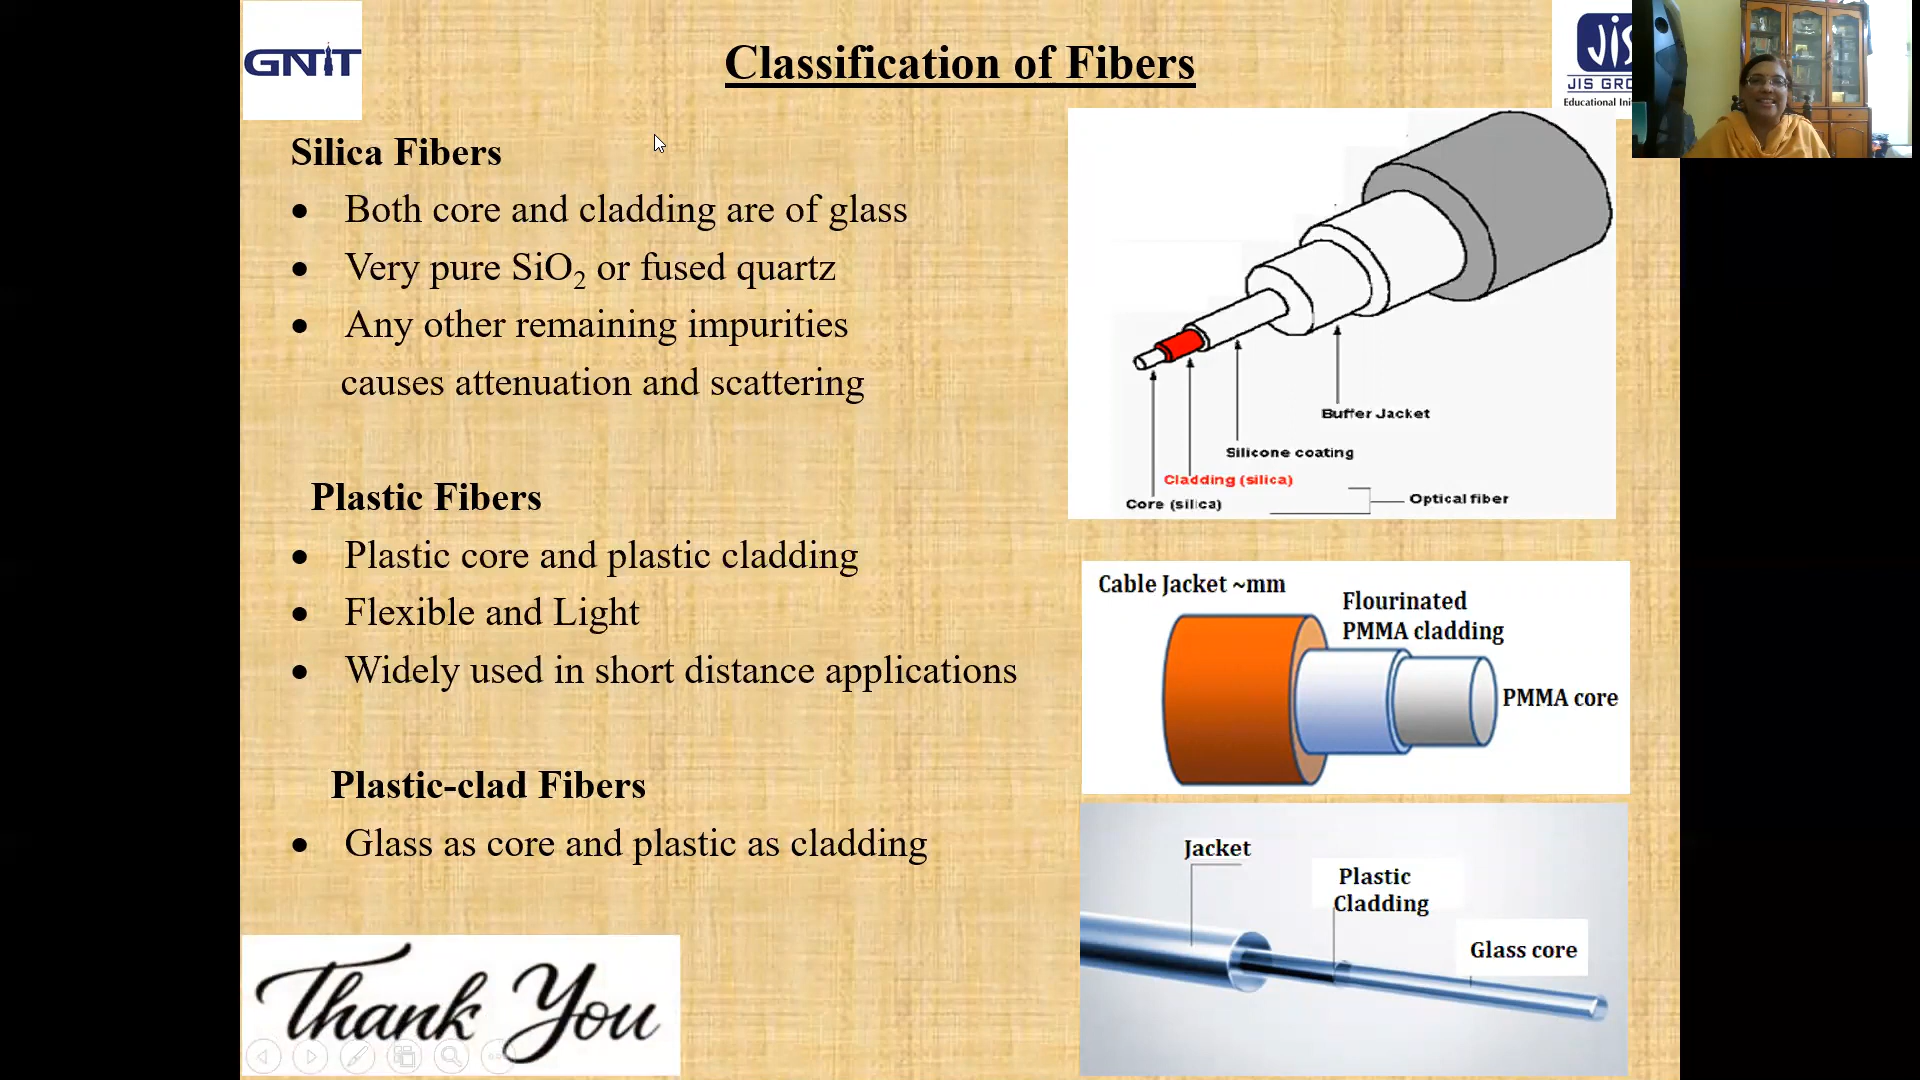 GNIT
Classification of Fibers
JIS GRO
Educational Ini
Silica Fibers
• Both core and cladding are of glass
• Very pure SiO₂ or fused quartz
• Any other remaining impurities
causes attenuation and scattering
Buffer Jacket
Silicone coating
Cladding (silica)
Core (silica)
Optical fiber
Plastic Fibers
• Plastic core and plastic cladding
• Flexible and Light
• Widely used in short distance applications
Cable Jacket ~mm
Flourinated
PMMA cladding
PMMA core
Plastic-clad Fibers
• Glass as core and plastic as cladding
Jacket
Plastic
Cladding
Glass core
Thank You